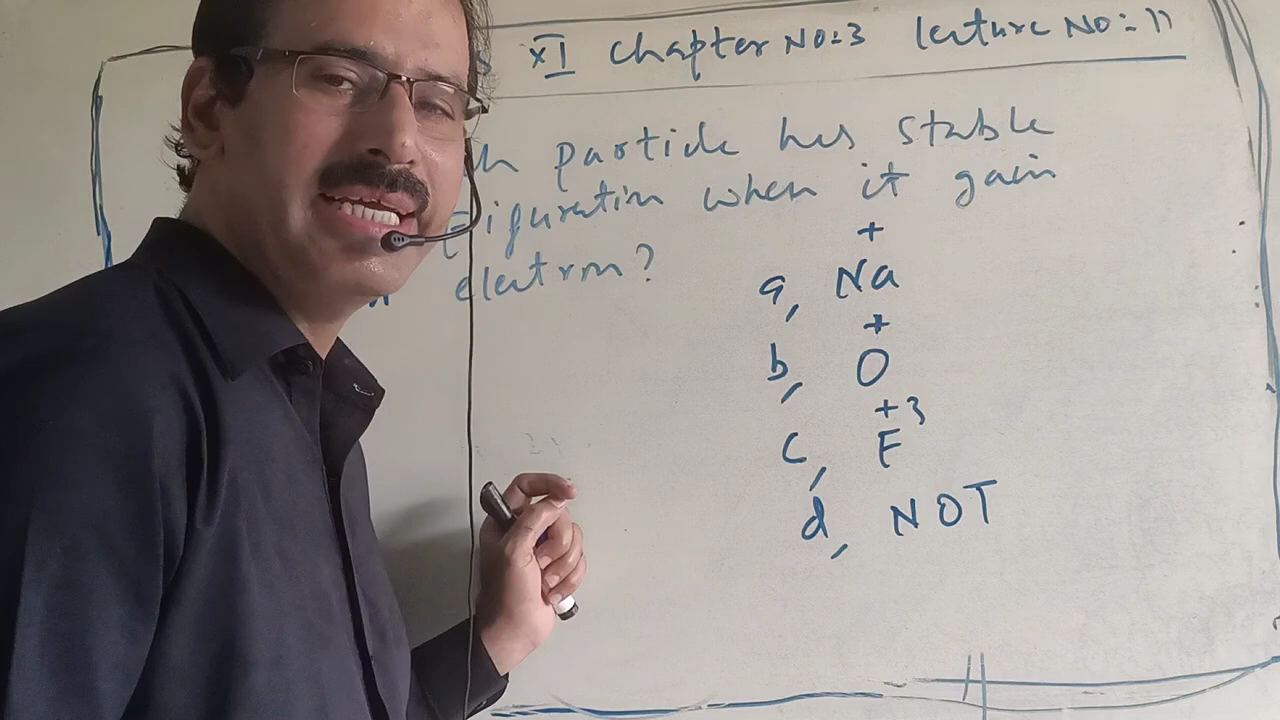 XI Chapter NO:3 lecture NO:11
particle has stable
figuration when it gain
electron?
+
a, Na
+
b, O
+3
c, F
d, NOT